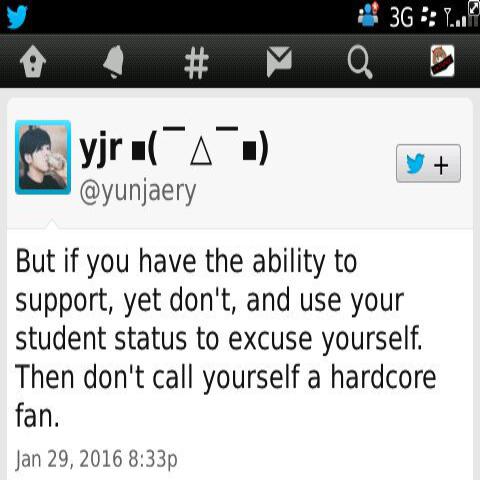 3G
#
yjr ∎(￣△￣∎)
@yunjaery
+
But if you have the ability to
support, yet don't, and use your
student status to excuse yourself.
Then don't call yourself a hardcore
fan.
Jan 29, 2016 8:33p